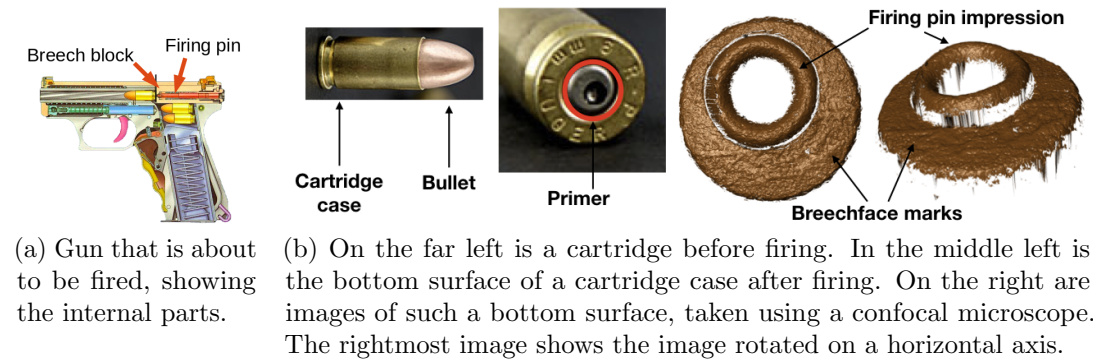 Breech block
Firing pin
Cartridge
case
Bullet
Primer
Firing pin impression
Breechface marks
(a) Gun that is about
to be fired, showing
the internal parts.
(b) On the far left is a cartridge before firing. In the middle left is
the bottom surface of a cartridge case after firing. On the right are
images of such a bottom surface, taken using a confocal microscope.
The rightmost image shows the image rotated on a horizontal axis.